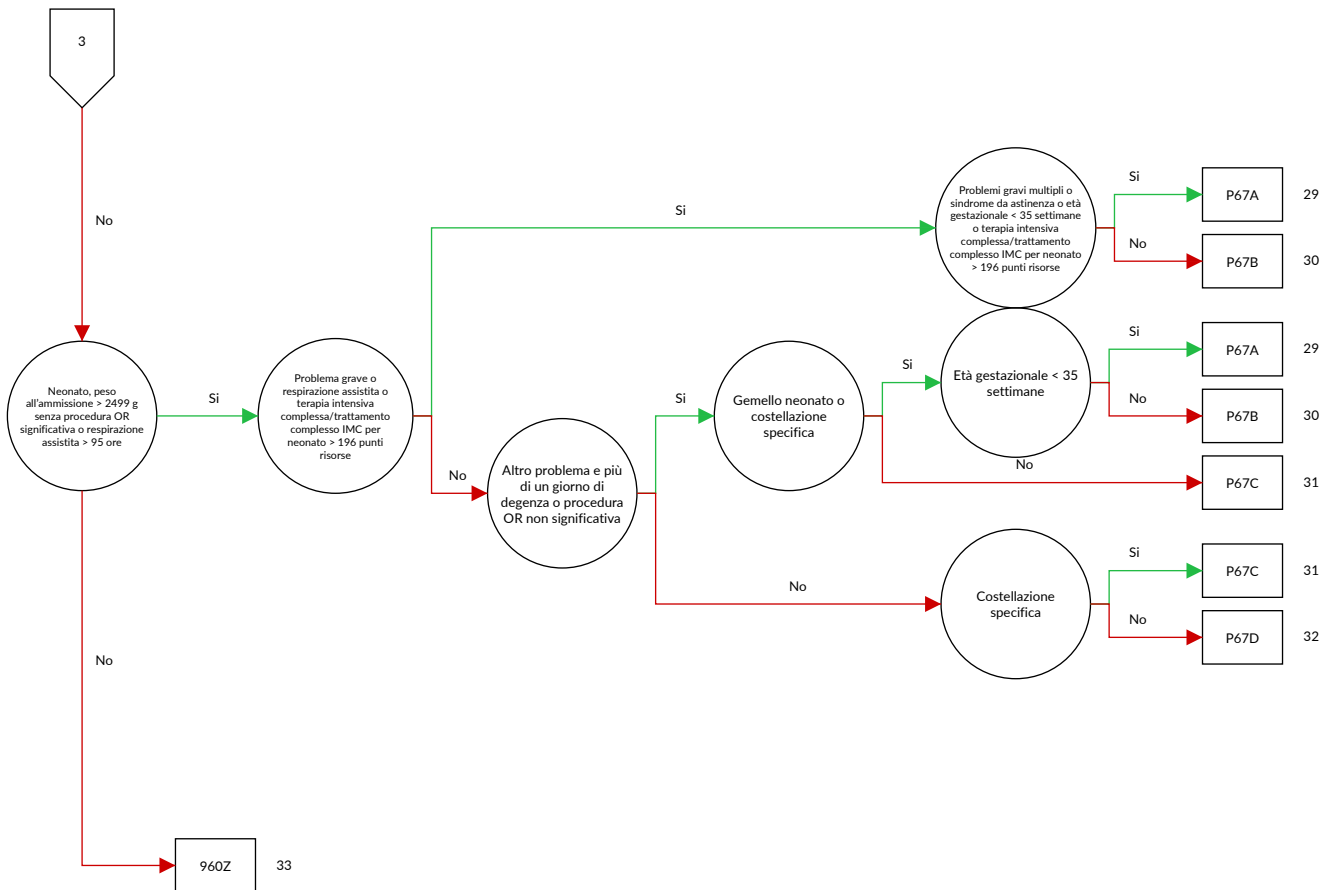 3
No
Neonato, peso
all'ammissione > 2499 g
senza procedura OR
significativa o respirazione
assistita > 95 ore
Si
Problema grave o
respirazione assistita o
terapia intensiva
complessa/trattamento
complesso IMC per
neonato > 196 punti
risorse
Si
Problemi gravi multipli o
sindrome da astinenza o età
gestazionale < 35 settimane
o terapia intensiva
complessa/trattamento
complesso IMC per neonato
> 196 punti risorse
Si
P67A
29
No
P67B
30
No
Altro problema e più
di un giorno di
degenza o procedura
OR non significativa
Si
Gemello neonato o
costellazione
specifica
Si
Età gestazionale < 35
settimane
Si
P67A
29
No
P67B
30
No
P67C
31
No
Costellazione
specifica
Si
P67C
31
No
P67D
32
No
960Z
33